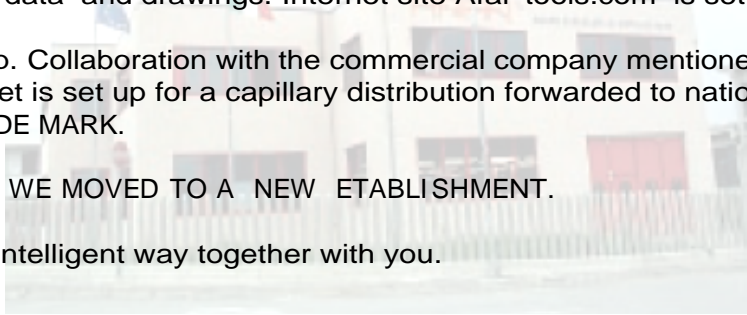 data and drawings. Internet site Afaf-tools.com is set
o. Collaboration with the commercial company mentione
et is set up for a capillary distribution forwarded to natio
DE MARK.
WE MOVED TO A NEW ETABLISHMENT.
ntelligent way together with you.